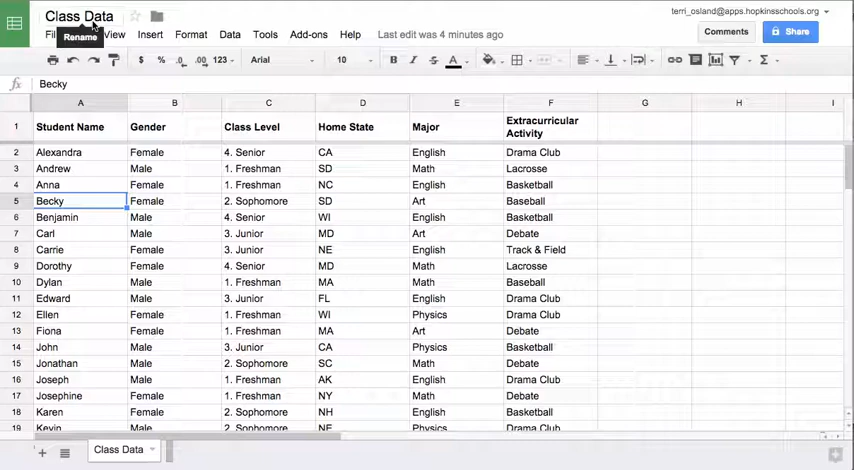 Class Data
terri_osland@apps.hopkinsschools.org
Rename
View Insert Format Data Tools Add-ons Help Last edit was 4 minutes ago
Comments Share
$ % .0 .00 123 Arial 10 B I S A Σ
fx Becky
A B C D E F G H I
1 Student Name Gender Class Level Home State Major Extracurricular Activity
2 Alexandra Female 4. Senior CA English Drama Club
3 Andrew Male 1. Freshman SD Math Lacrosse
4 Anna Female 1. Freshman NC English Basketball
5 Becky Female 2. Sophomore SD Art Baseball
6 Benjamin Male 4. Senior WI English Basketball
7 Carl Male 3. Junior MD Art Debate
8 Carrie Female 3. Junior NE English Track & Field
9 Dorothy Female 4. Senior MD Math Lacrosse
10 Dylan Male 1. Freshman MA Math Basketball
11 Edward Male 3. Junior FL English Drama Club
12 Ellen Female 1. Freshman WI Physics Drama Club
13 Fiona Female 1. Freshman MA Art Debate
14 John Male 3. Junior CA Physics Basketball
15 Jonathan Male 2. Sophomore SC Math Debate
16 Joseph Male 1. Freshman AK English Drama Club
17 Josephine Female 1. Freshman NY Math Debate
18 Karen Female 2. Sophomore NH English Basketball
19 Kevin Male 2. Sophomore NE Physics Drama Club
+ Class Data